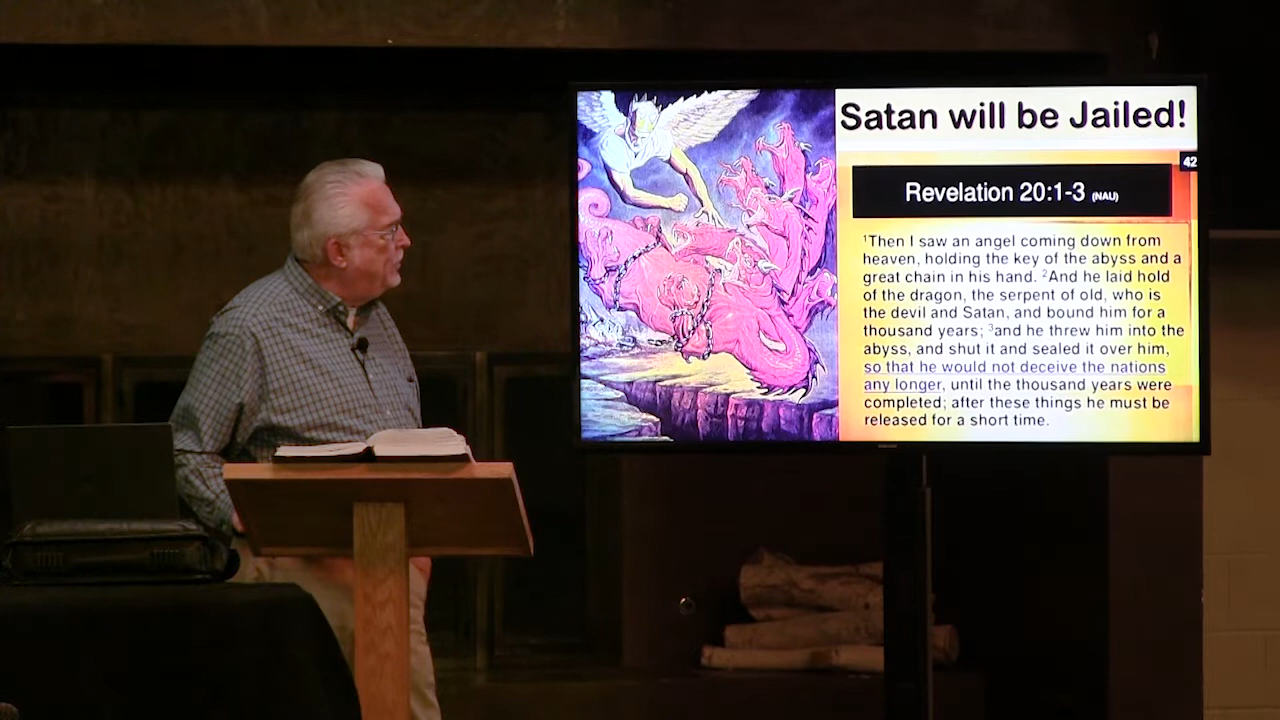 Satan will be Jailed!
42
Revelation 20:1-3 (NAU)
¹Then I saw an angel coming down from
heaven, holding the key of the abyss and a
great chain in his hand. ²And he laid hold
of the dragon, the serpent of old, who is
the devil and Satan, and bound him for a
thousand years; ³and he threw him into the
abyss, and shut it and sealed it over him,
so that he would not deceive the nations
any longer, until the thousand years were
completed; after these things he must be
released for a short time.